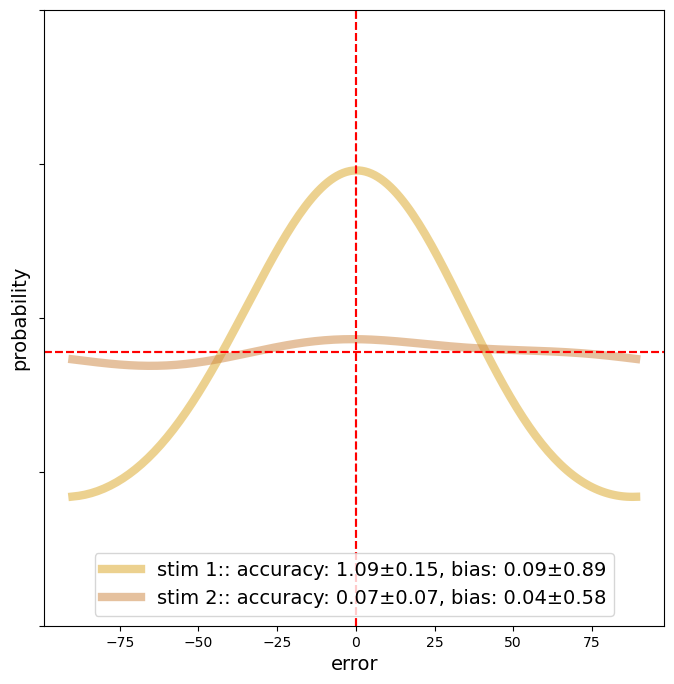 probability
stim 1:: accuracy: 1.09±0.15, bias: 0.09±0.89
stim 2:: accuracy: 0.07±0.07, bias: 0.04±0.58
−75 −50 −25 0 25 50 75
error